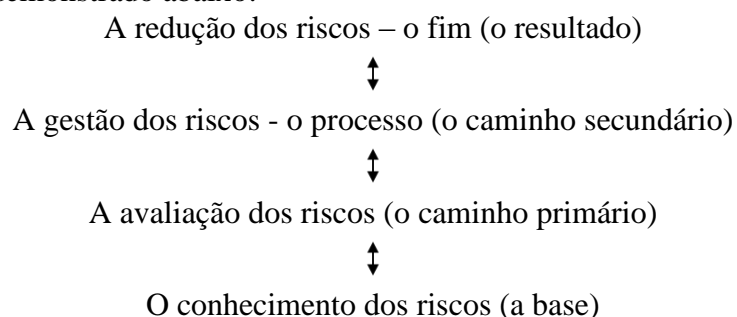 A redução dos riscos – o fim (o resultado)
A gestão dos riscos - o processo (o caminho secundário)
A avaliação dos riscos (o caminho primário)
O conhecimento dos riscos (a base)